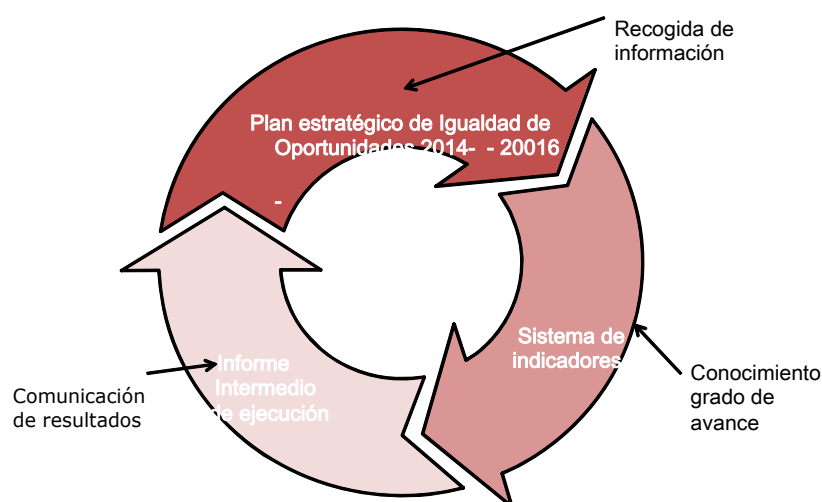 Recogida de
información
Plan estratégico de Igualdad de
Oportunidades 2014- - 20016
-
Sistema de
indicadores
Conocimiento
grado de
avance
Informe
Intermedio
de ejecución
Comunicación
de resultados